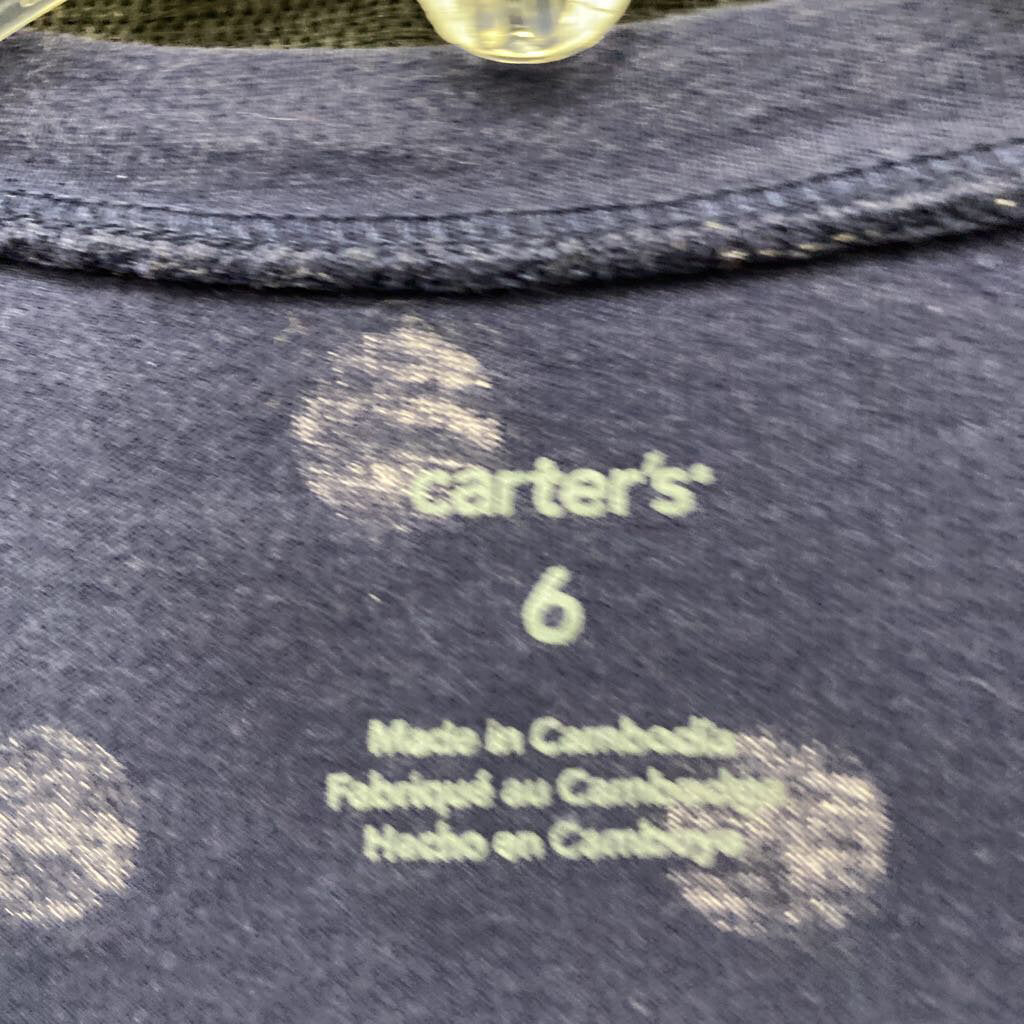 carter's
6
Made in Cambodia
Fabriqué au Cambodge
Hecho en Camboya